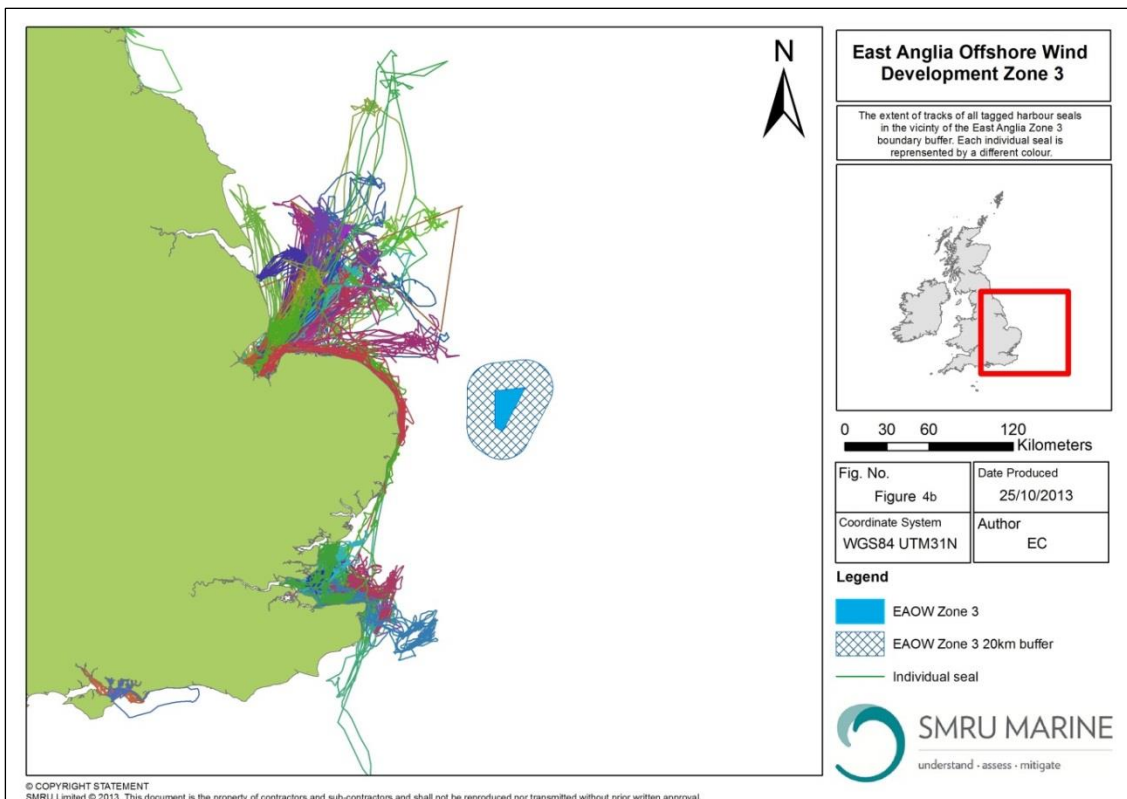 N
East Anglia Offshore Wind
Development Zone 3
The extent of tracks of all tagged harbour seals
in the vicinity of the East Anglia Zone 3
boundary buffer. Each individual seal is
reprensented by a different colour.
0 30 60 120
Kilometers
Fig. No.
Figure 4b
Date Produced
25/10/2013
Coordinate System
WGS84 UTM31N
Author
EC
Legend
EAOW Zone 3
EAOW Zone 3 20km buffer
Individual seal
SMRU MARINE
understand · assess · mitigate
© COPYRIGHT STATEMENT
SMRU Limited © 2013. This document is the property of contractors and sub-contractors and shall not be reproduced nor transmitted without prior written approval.